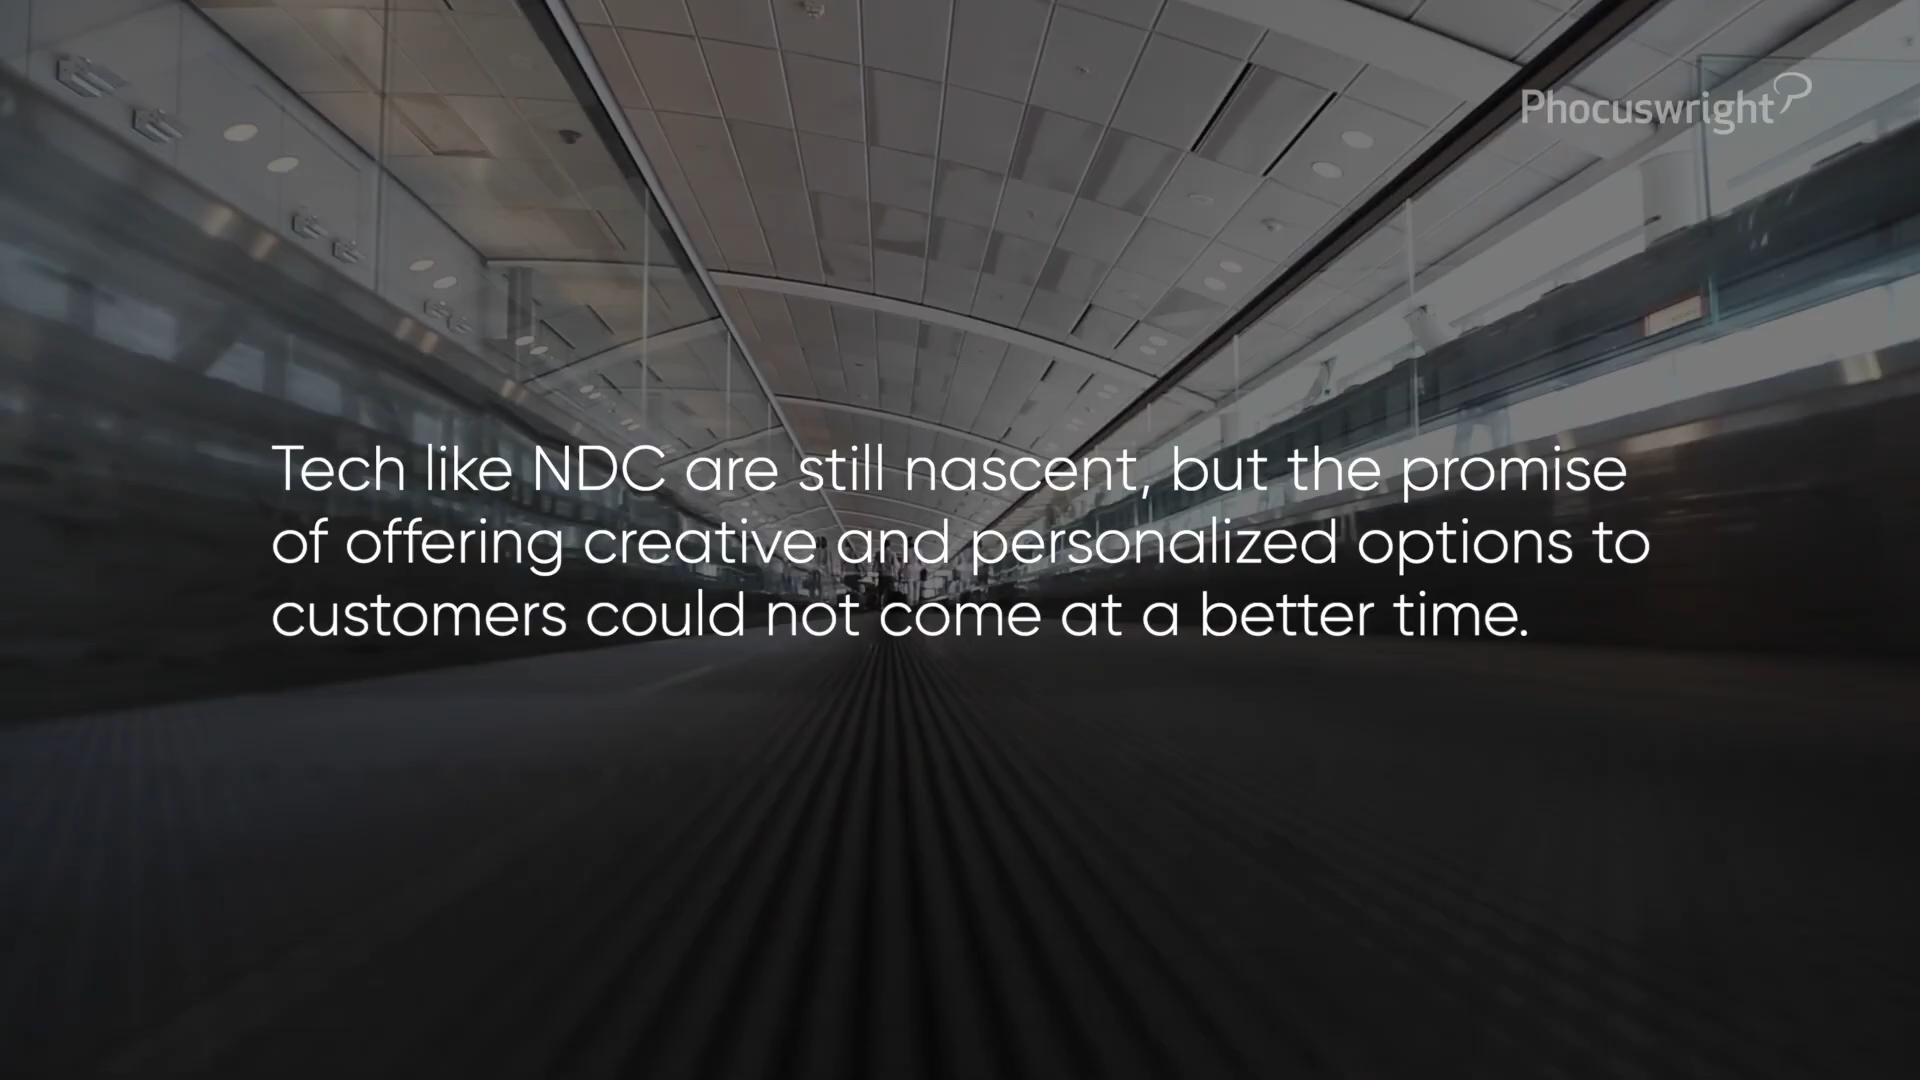 Phocuswright
Tech like NDC are still nascent, but the promise
of offering creative and personalized options to
customers could not come at a better time.